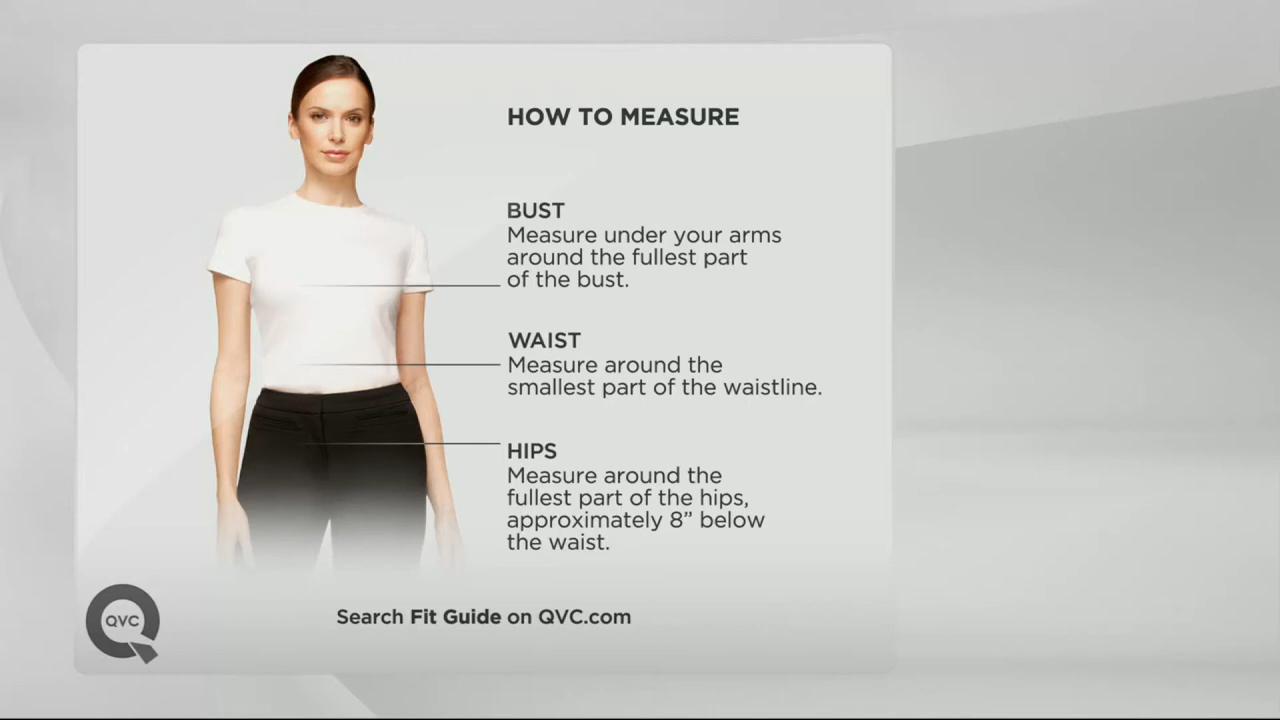 HOW TO MEASURE
BUST
Measure under your arms
around the fullest part
of the bust.
WAIST
Measure around the
smallest part of the waistline.
HIPS
Measure around the
fullest part of the hips,
approximately 8” below
the waist.
QVC
Search Fit Guide on QVC.com